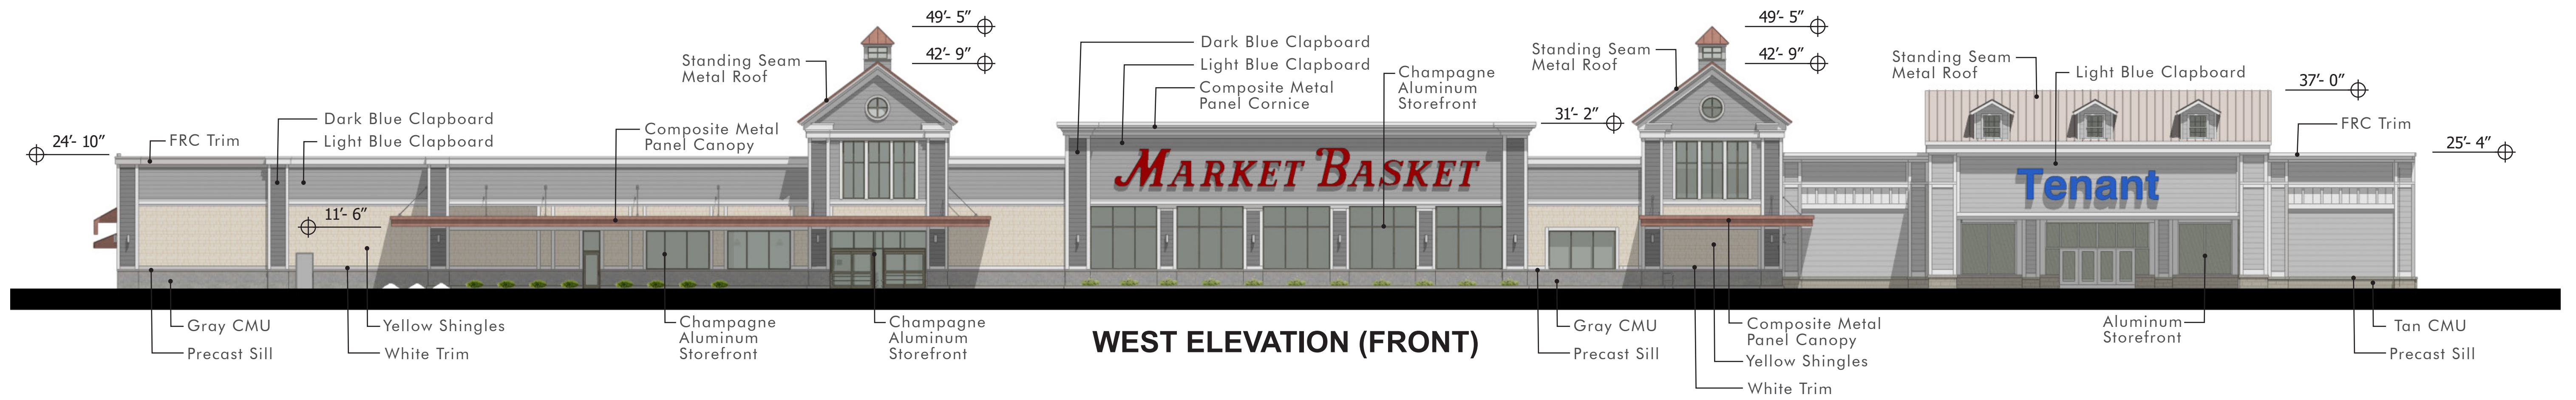 49'- 5"
42'- 9"
Standing Seam
Metal Roof
24'- 10"
FRC Trim
Dark Blue Clapboard
Light Blue Clapboard
Composite Metal
Panel Canopy
11'- 6"
Dark Blue Clapboard
Light Blue Clapboard
Composite Metal
Panel Cornice
Champagne
Aluminum
Storefront
MARKET BASKET
31'- 2"
Standing Seam
Metal Roof
49'- 5"
42'- 9"
Standing Seam
Metal Roof
Light Blue Clapboard
37'- 0"
FRC Trim
25'- 4"
Tenant
Gray CMU
Precast Sill
Yellow Shingles
White Trim
Champagne
Aluminum
Storefront
Champagne
Aluminum
Storefront
WEST ELEVATION (FRONT)
Gray CMU
Precast Sill
Composite Metal
Panel Canopy
Yellow Shingles
White Trim
Aluminum
Storefront
Tan CMU
Precast Sill